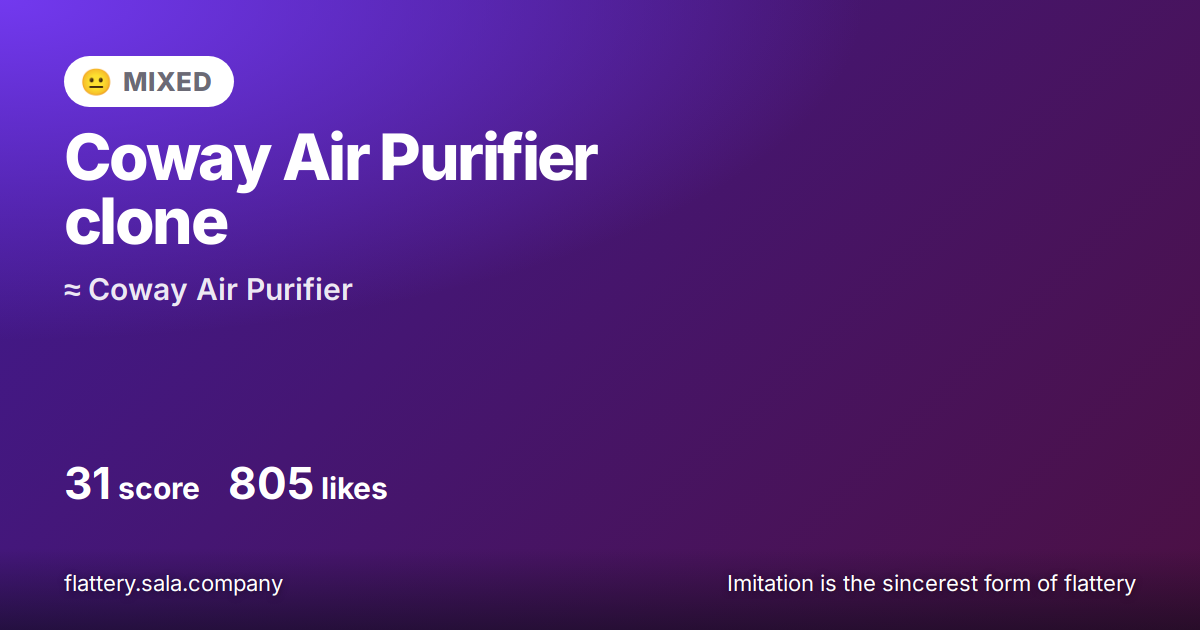 😐 MIXED
Coway Air Purifier
clone
≈ Coway Air Purifier
31 score 805 likes
flattery.sala.company
Imitation is the sincerest form of flattery